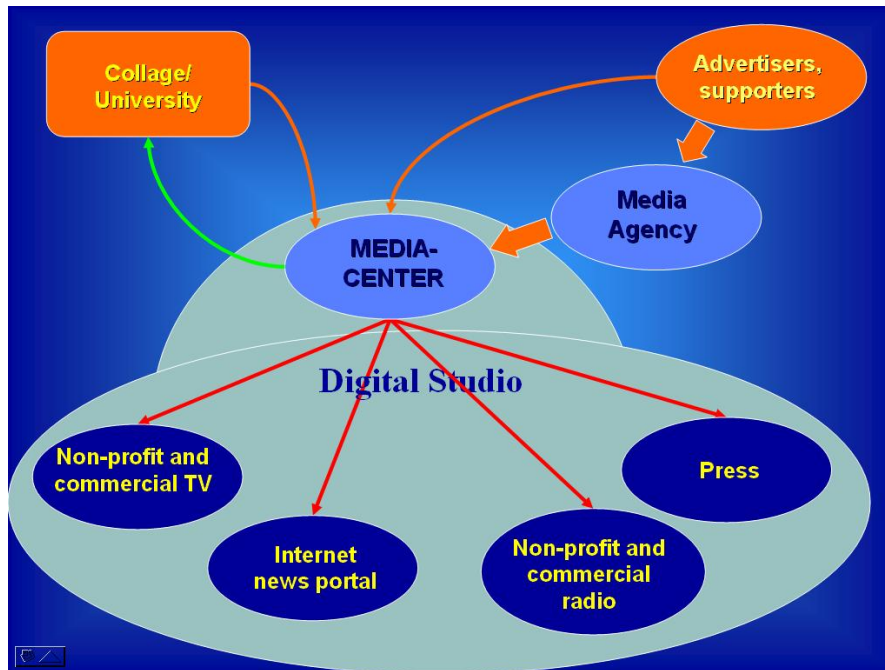 Collage/
University
Advertisers,
supporters
Media
Agency
MEDIA-
CENTER
Digital Studio
Non-profit and
commercial TV
Press
Internet
news portal
Non-profit and
commercial
radio